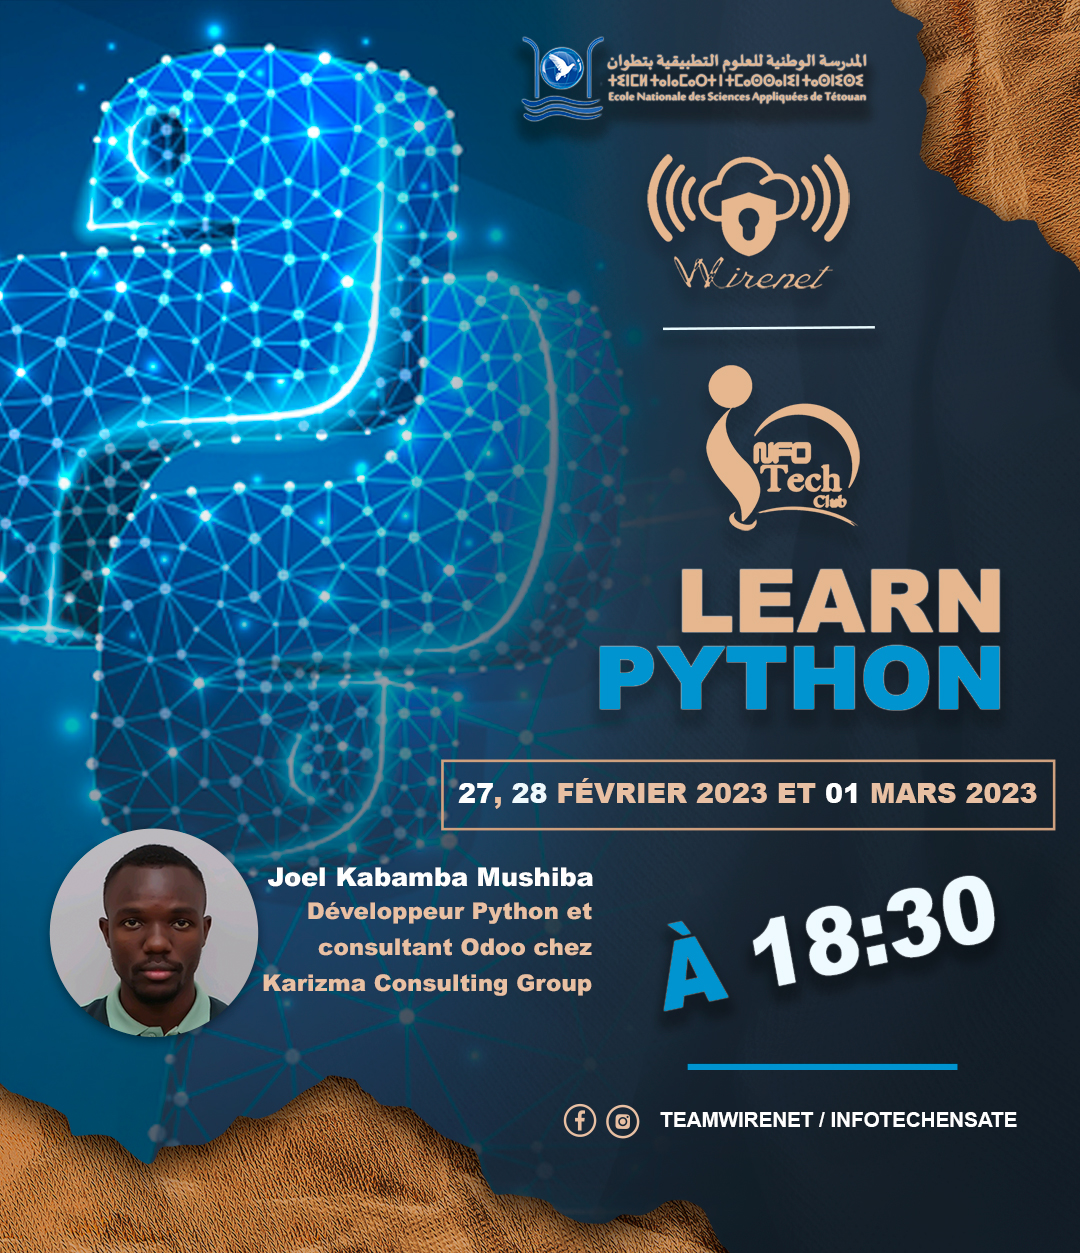 المدرسة الوطنية للعلوم التطبيقية بتطوان
Ecole Nationale des Sciences Appliquées de Tétouan
Wirenet
INFO
Tech
Club
LEARN
PYTHON
27, 28 FÉVRIER 2023 ET 01 MARS 2023
Joel Kabamba Mushiba
Développeur Python et
consultant Odoo chez
Karizma Consulting Group
À 18:30
TEAMWIRENET / INFOTECHENSATE